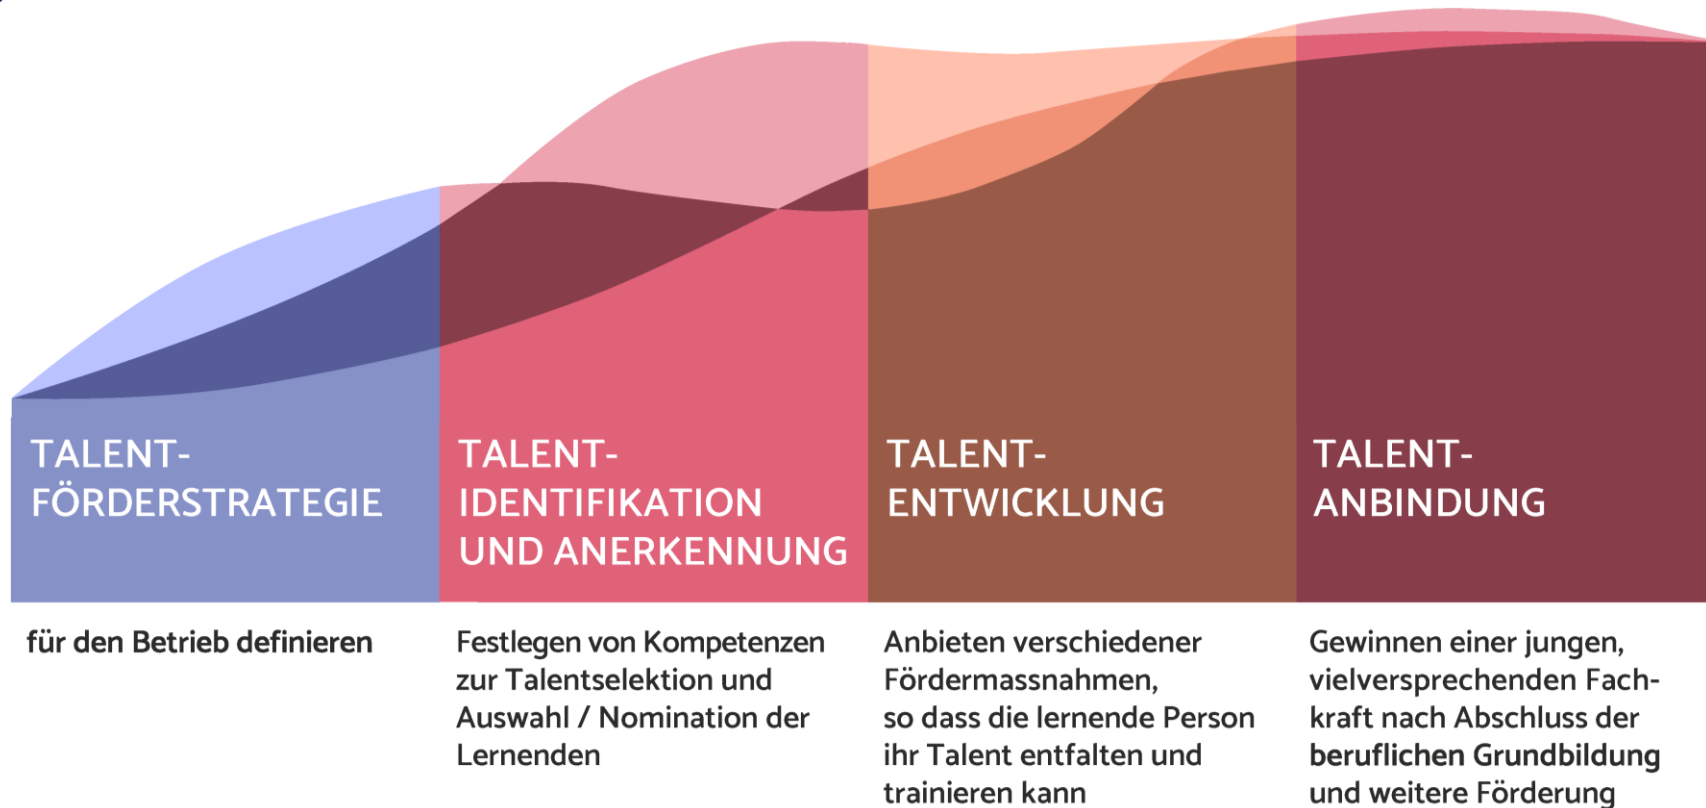 TALENT-
FÖRDERSTRATEGIE
für den Betrieb definieren
TALENT-
IDENTIFIKATION
UND ANERKENNUNG
Festlegen von Kompetenzen
zur Talentselektion und
Auswahl / Nomination der
Lernenden
TALENT-
ENTWICKLUNG
Anbieten verschiedener
Fördermassnahmen,
so dass die lernende Person
ihr Talent entfalten und
trainieren kann
TALENT-
ANBINDUNG
Gewinnen einer jungen,
vielversprechenden Fach-
kraft nach Abschluss der
beruflichen Grundbildung
und weitere Förderung